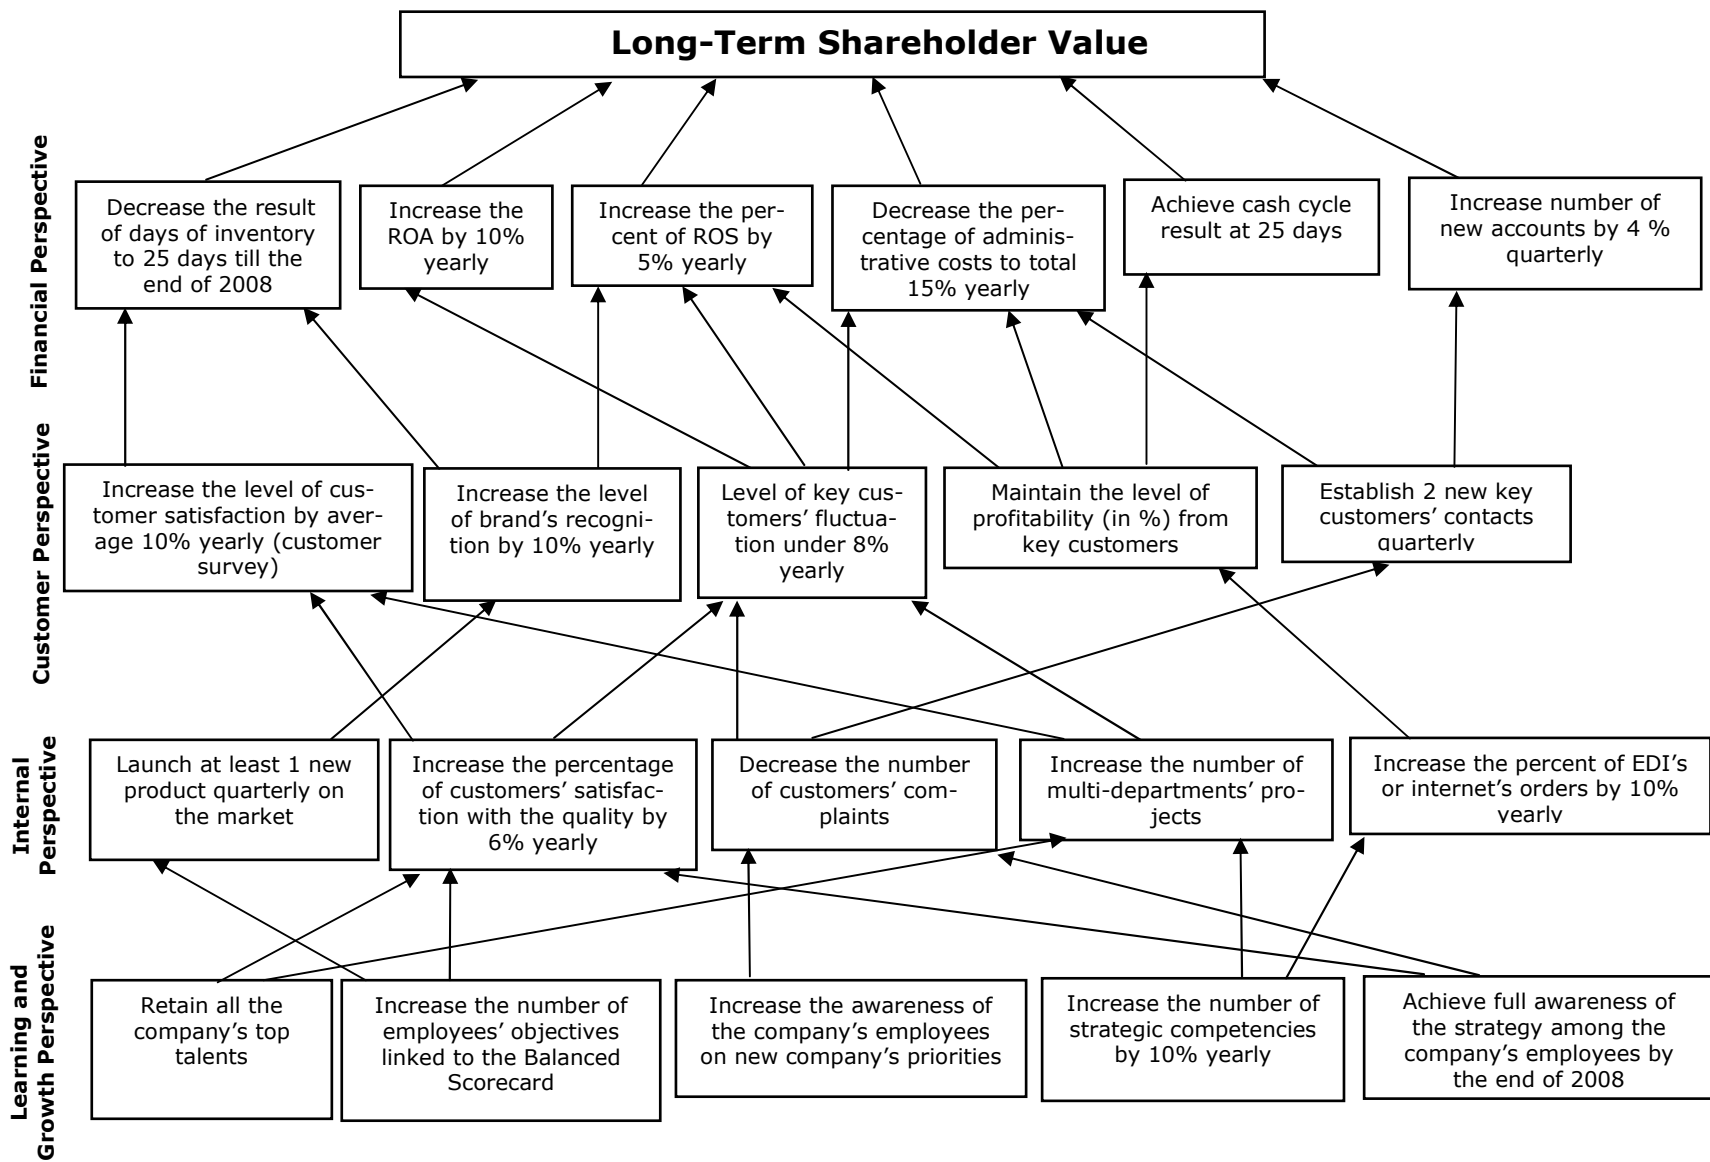 Long-Term Shareholder Value
Financial Perspective
Decrease the result
of days of inventory
to 25 days till the
end of 2008
Increase the
ROA by 10%
yearly
Increase the per-
cent of ROS by
5% yearly
Decrease the per-
centage of adminis-
trative costs to total
15% yearly
Achieve cash cycle
result at 25 days
Increase number of
new accounts by 4 %
quarterly
Customer Perspective
Increase the level of cus-
tomer satisfaction by aver-
age 10% yearly (customer
survey)
Increase the level
of brand’s recogni-
tion by 10% yearly
Level of key cus-
tomers’ fluctua-
tion under 8%
yearly
Maintain the level of
profitability (in %) from
key customers
Establish 2 new key
customers’ contacts
quarterly
Internal
Perspective
Launch at least 1 new
product quarterly on
the market
Increase the percentage
of customers’ satisfac-
tion with the quality by
6% yearly
Decrease the number
of customers’ com-
plaints
Increase the number of
multi-departments’ pro-
jects
Increase the percent of EDI’s
or internet’s orders by 10%
yearly
Learning and
Growth Perspective
Retain all the
company’s top
talents
Increase the number of
employees’ objectives
linked to the Balanced
Scorecard
Increase the awareness of
the company’s employees
on new company’s priorities
Increase the number of
strategic competencies
by 10% yearly
Achieve full awareness of
the strategy among the
company’s employees by
the end of 2008